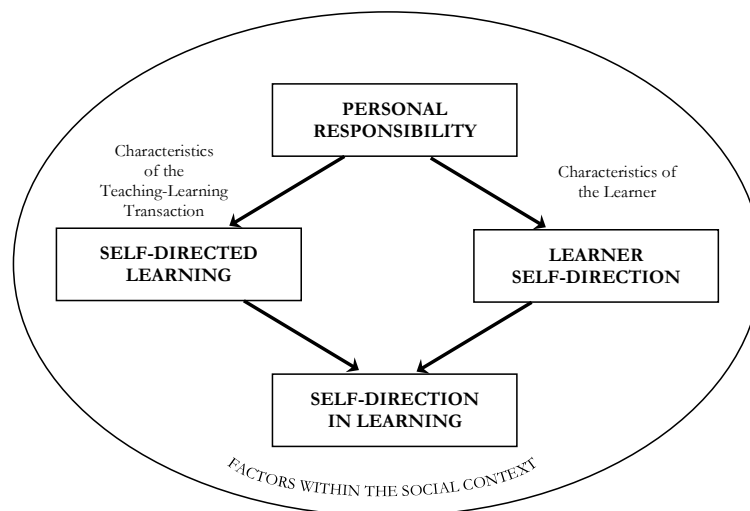 PERSONAL
RESPONSIBILITY
Characteristics
of the
Teaching-Learning
Transaction
Characteristics of
the Learner
SELF-DIRECTED
LEARNING
LEARNER
SELF-DIRECTION
SELF-DIRECTION
IN LEARNING
FACTORS WITHIN THE SOCIAL CONTEXT